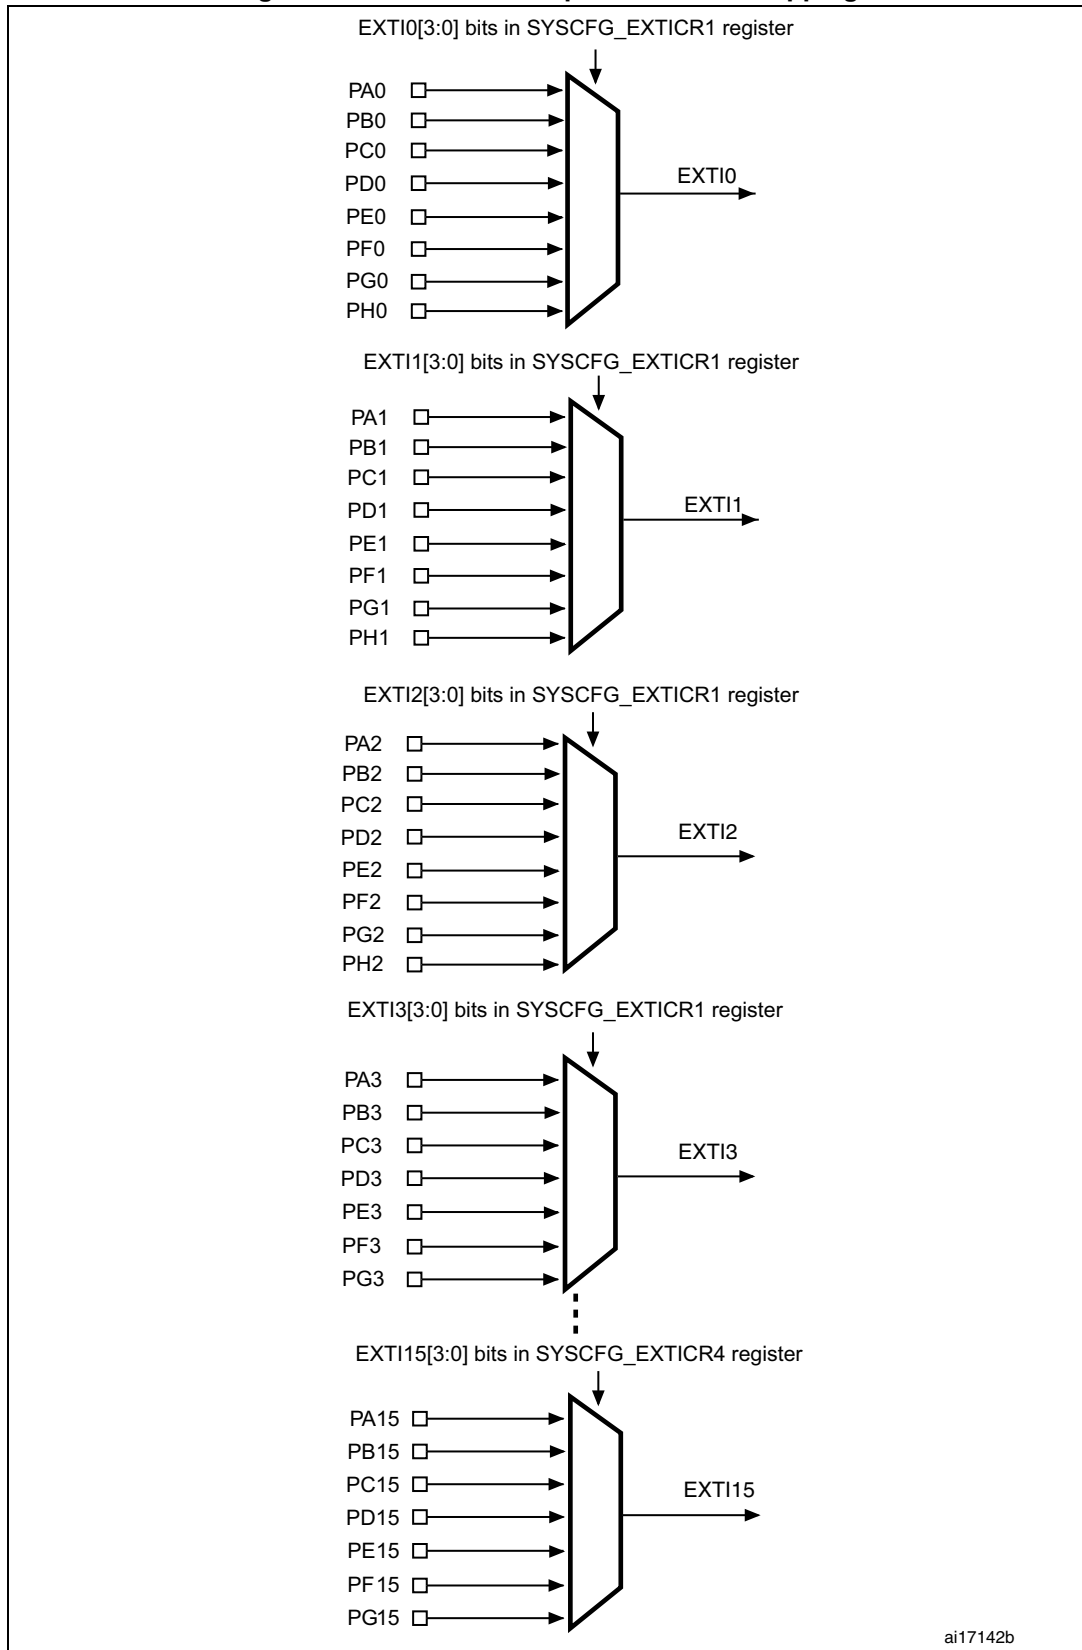 EXTI0[3:0] bits in SYSCFG_EXTICR1 register
PA0
PB0
PC0
PD0
PE0
PF0
PG0
PH0
EXTI0
EXTI1[3:0] bits in SYSCFG_EXTICR1 register
PA1
PB1
PC1
PD1
PE1
PF1
PG1
PH1
EXTI1
EXTI2[3:0] bits in SYSCFG_EXTICR1 register
PA2
PB2
PC2
PD2
PE2
PF2
PG2
PH2
EXTI2
EXTI3[3:0] bits in SYSCFG_EXTICR1 register
PA3
PB3
PC3
PD3
PE3
PF3
PG3
EXTI3
EXTI15[3:0] bits in SYSCFG_EXTICR4 register
PA15
PB15
PC15
PD15
PE15
PF15
PG15
EXTI15
ai17142b